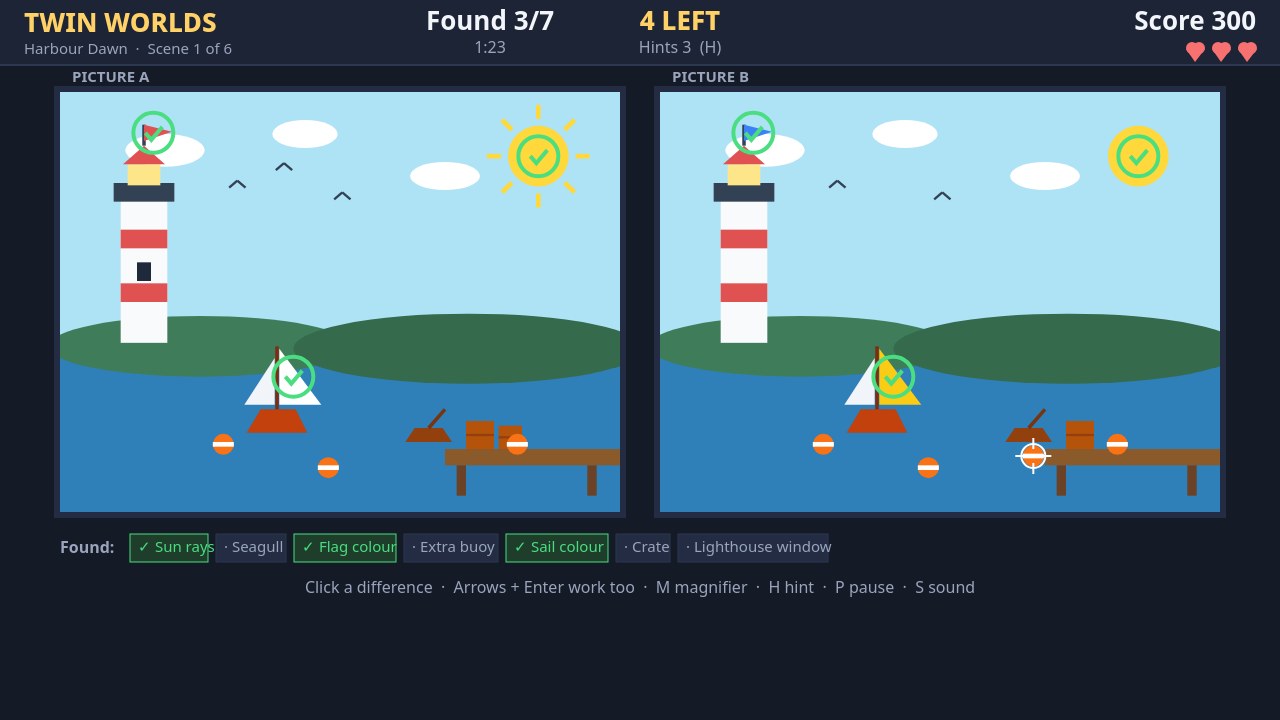 TWIN WORLDS
Harbour Dawn · Scene 1 of 6
Found 3/7
1:23
4 LEFT
Hints 3 (H)
Score 300
PICTURE A
PICTURE B
Found:
✓ Sun rays
· Seagull
✓ Flag colour
· Extra buoy
✓ Sail colour
· Crate
· Lighthouse window
Click a difference · Arrows + Enter work too · M magnifier · H hint · P pause · S sound